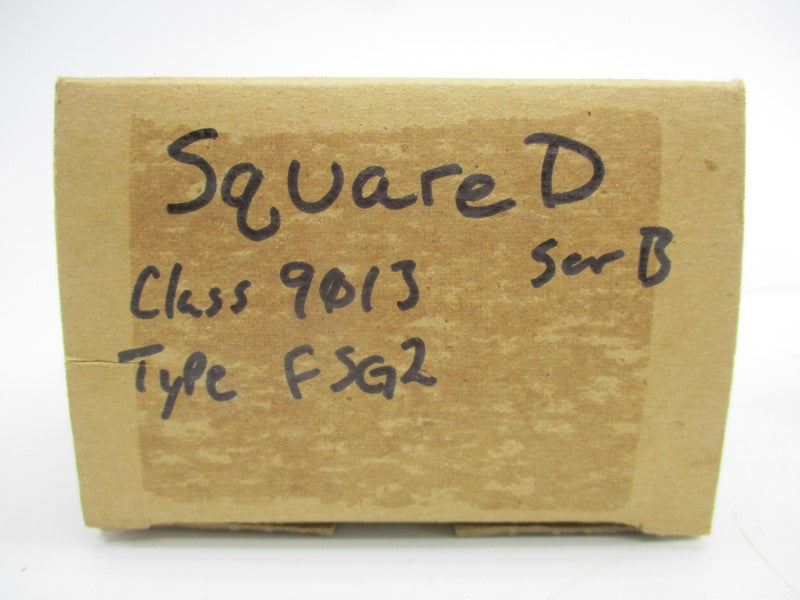 Square D
Ser B
Class 9013
Type FSG2